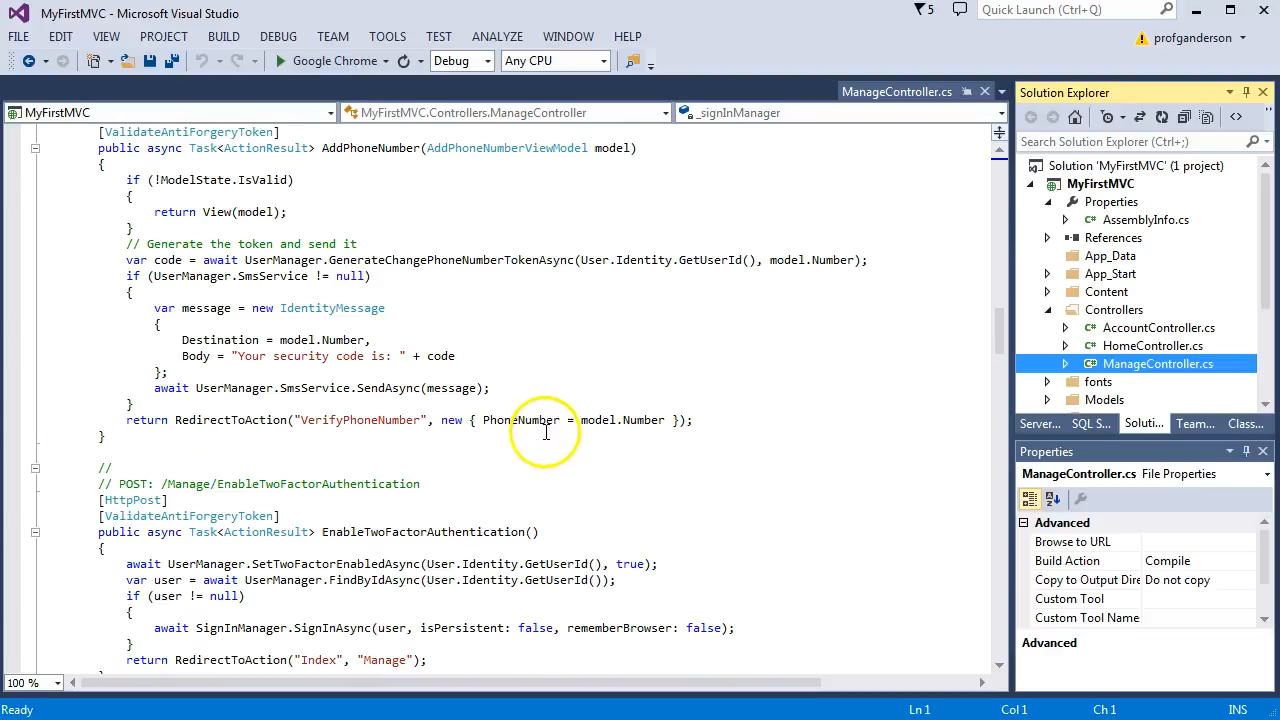 MyFirstMVC - Microsoft Visual Studio
5
Quick Launch (Ctrl+Q)
FILE EDIT VIEW PROJECT BUILD DEBUG TEAM TOOLS TEST ANALYZE WINDOW HELP
profganderson
Google Chrome Debug Any CPU
ManageController.cs
MyFirstMVC
MyFirstMVC.Controllers.ManageController
_signInManager
[ValidateAntiForgeryToken]
public async Task<ActionResult> AddPhoneNumber(AddPhoneNumberViewModel model)
{
if (!ModelState.IsValid)
{
return View(model);
}
// Generate the token and send it
var code = await UserManager.GenerateChangePhoneNumberTokenAsync(User.Identity.GetUserId(), model.Number);
if (UserManager.SmsService != null)
{
var message = new IdentityMessage
{
Destination = model.Number,
Body = "Your security code is: " + code
};
await UserManager.SmsService.SendAsync(message);
}
return RedirectToAction("VerifyPhoneNumber", new { PhoneNumber = model.Number });
}
//
// POST: /Manage/EnableTwoFactorAuthentication
[HttpPost]
[ValidateAntiForgeryToken]
public async Task<ActionResult> EnableTwoFactorAuthentication()
{
await UserManager.SetTwoFactorEnabledAsync(User.Identity.GetUserId(), true);
var user = await UserManager.FindByIdAsync(User.Identity.GetUserId());
if (user != null)
{
await SignInManager.SignInAsync(user, isPersistent: false, rememberBrowser: false);
}
return RedirectToAction("Index", "Manage");
100 %
Solution Explorer
Search Solution Explorer (Ctrl+;)
Solution 'MyFirstMVC' (1 project)
MyFirstMVC
Properties
C# AssemblyInfo.cs
References
App_Data
App_Start
Content
Controllers
C# AccountController.cs
C# HomeController.cs
C# ManageController.cs
fonts
Models
Server... SQL S... Soluti... Team... Class...
Properties
ManageController.cs File Properties
Advanced
Browse to URL
Build Action Compile
Copy to Output Dire Do not copy
Custom Tool
Custom Tool Name
Advanced
Ready Ln 1 Col 1 Ch 1 INS